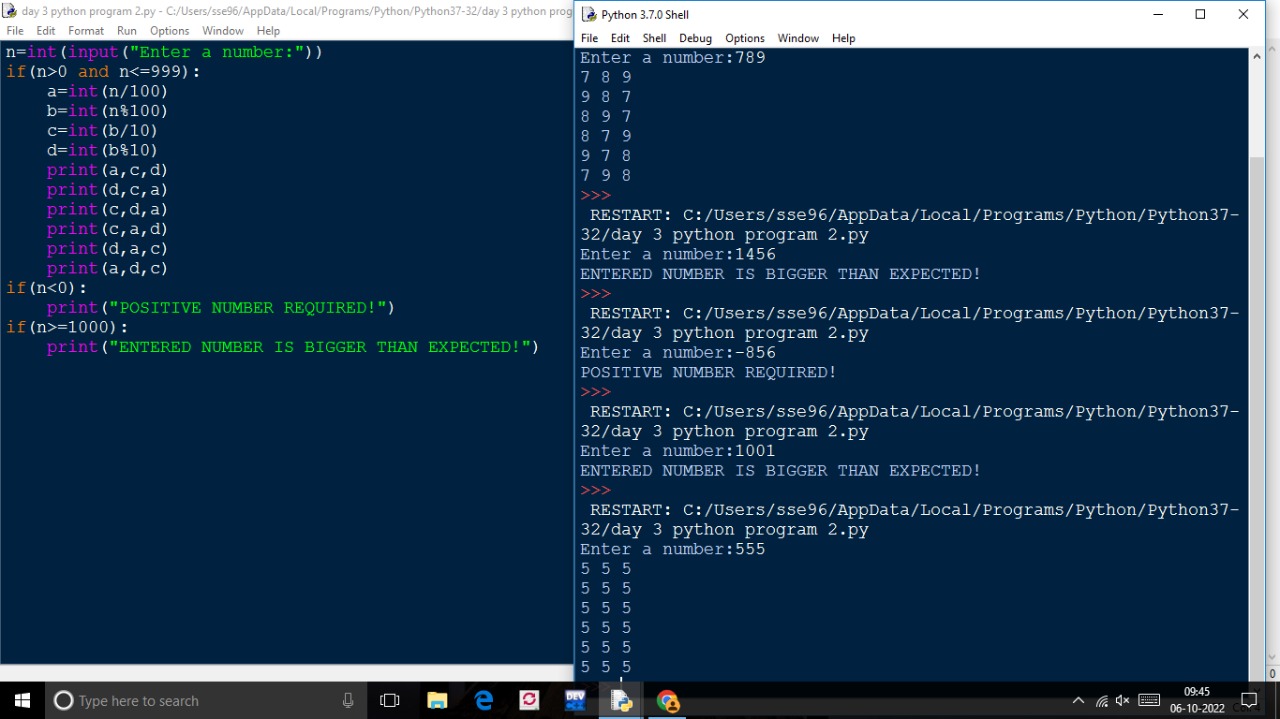 day 3 python program 2.py - C:/Users/sse96/AppData/Local/Programs/Python/Python37-32/day 3 python prog
File Edit Format Run Options Window Help
n=int(input("Enter a number:"))
if(n>0 and n<=999):
    a=int(n/100)
    b=int(n%100)
    c=int(b/10)
    d=int(b%10)
    print(a,c,d)
    print(d,c,a)
    print(c,d,a)
    print(c,a,d)
    print(d,a,c)
    print(a,d,c)
if(n<0):
    print("POSITIVE NUMBER REQUIRED!")
if(n>=1000):
    print("ENTERED NUMBER IS BIGGER THAN EXPECTED!")
Python 3.7.0 Shell
File Edit Shell Debug Options Window Help
Enter a number:789
7 8 9
9 8 7
8 9 7
8 7 9
9 7 8
7 9 8
>>>
 RESTART: C:/Users/sse96/AppData/Local/Programs/Python/Python37-
32/day 3 python program 2.py
Enter a number:1456
ENTERED NUMBER IS BIGGER THAN EXPECTED!
>>>
 RESTART: C:/Users/sse96/AppData/Local/Programs/Python/Python37-
32/day 3 python program 2.py
Enter a number:-856
POSITIVE NUMBER REQUIRED!
>>>
 RESTART: C:/Users/sse96/AppData/Local/Programs/Python/Python37-
32/day 3 python program 2.py
Enter a number:1001
ENTERED NUMBER IS BIGGER THAN EXPECTED!
>>>
 RESTART: C:/Users/sse96/AppData/Local/Programs/Python/Python37-
32/day 3 python program 2.py
Enter a number:555
5 5 5
5 5 5
5 5 5
5 5 5
5 5 5
5 5 5
0
Type here to search
DEV
09:45
06-10-2022